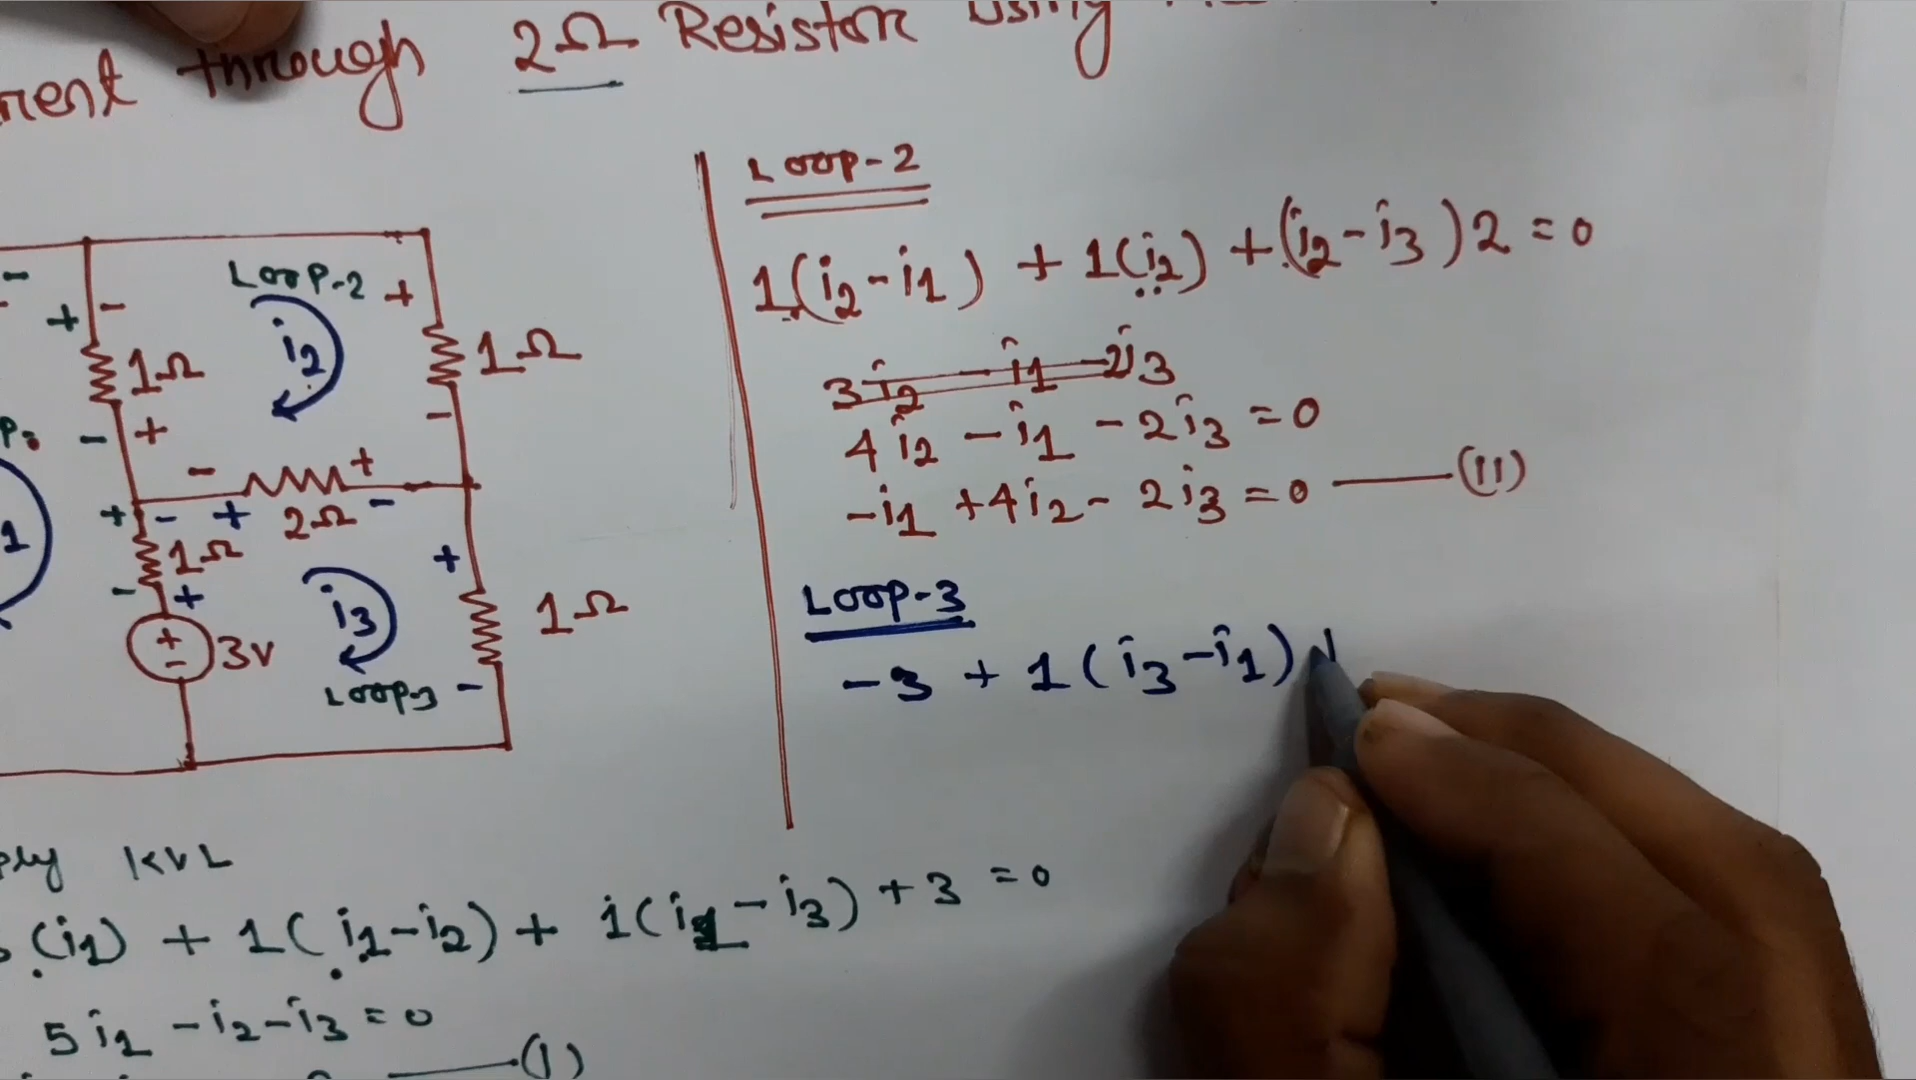 through 2Ω Resistor using
Loop-2
1(i2-i1) + 1(i2) + (i2-i3)2 = 0
3i2 - i1 - 2i3
4i2 - i1 - 2i3 = 0
-i1 + 4i2 - 2i3 = 0 —— (II)
Loop-3
-3 + 1(i3-i1) +
- + - Loop-2 +
i2
1Ω 1Ω
- + -
- +
+ - + 2Ω -
1 1Ω +
- + i3 1Ω
+ - 3V
Loop-3 -
KVL
(i1) + 1(i1-i2) + 1(i1-i3) + 3 = 0
5i1 - i2 - i3 = 0
—— (I)